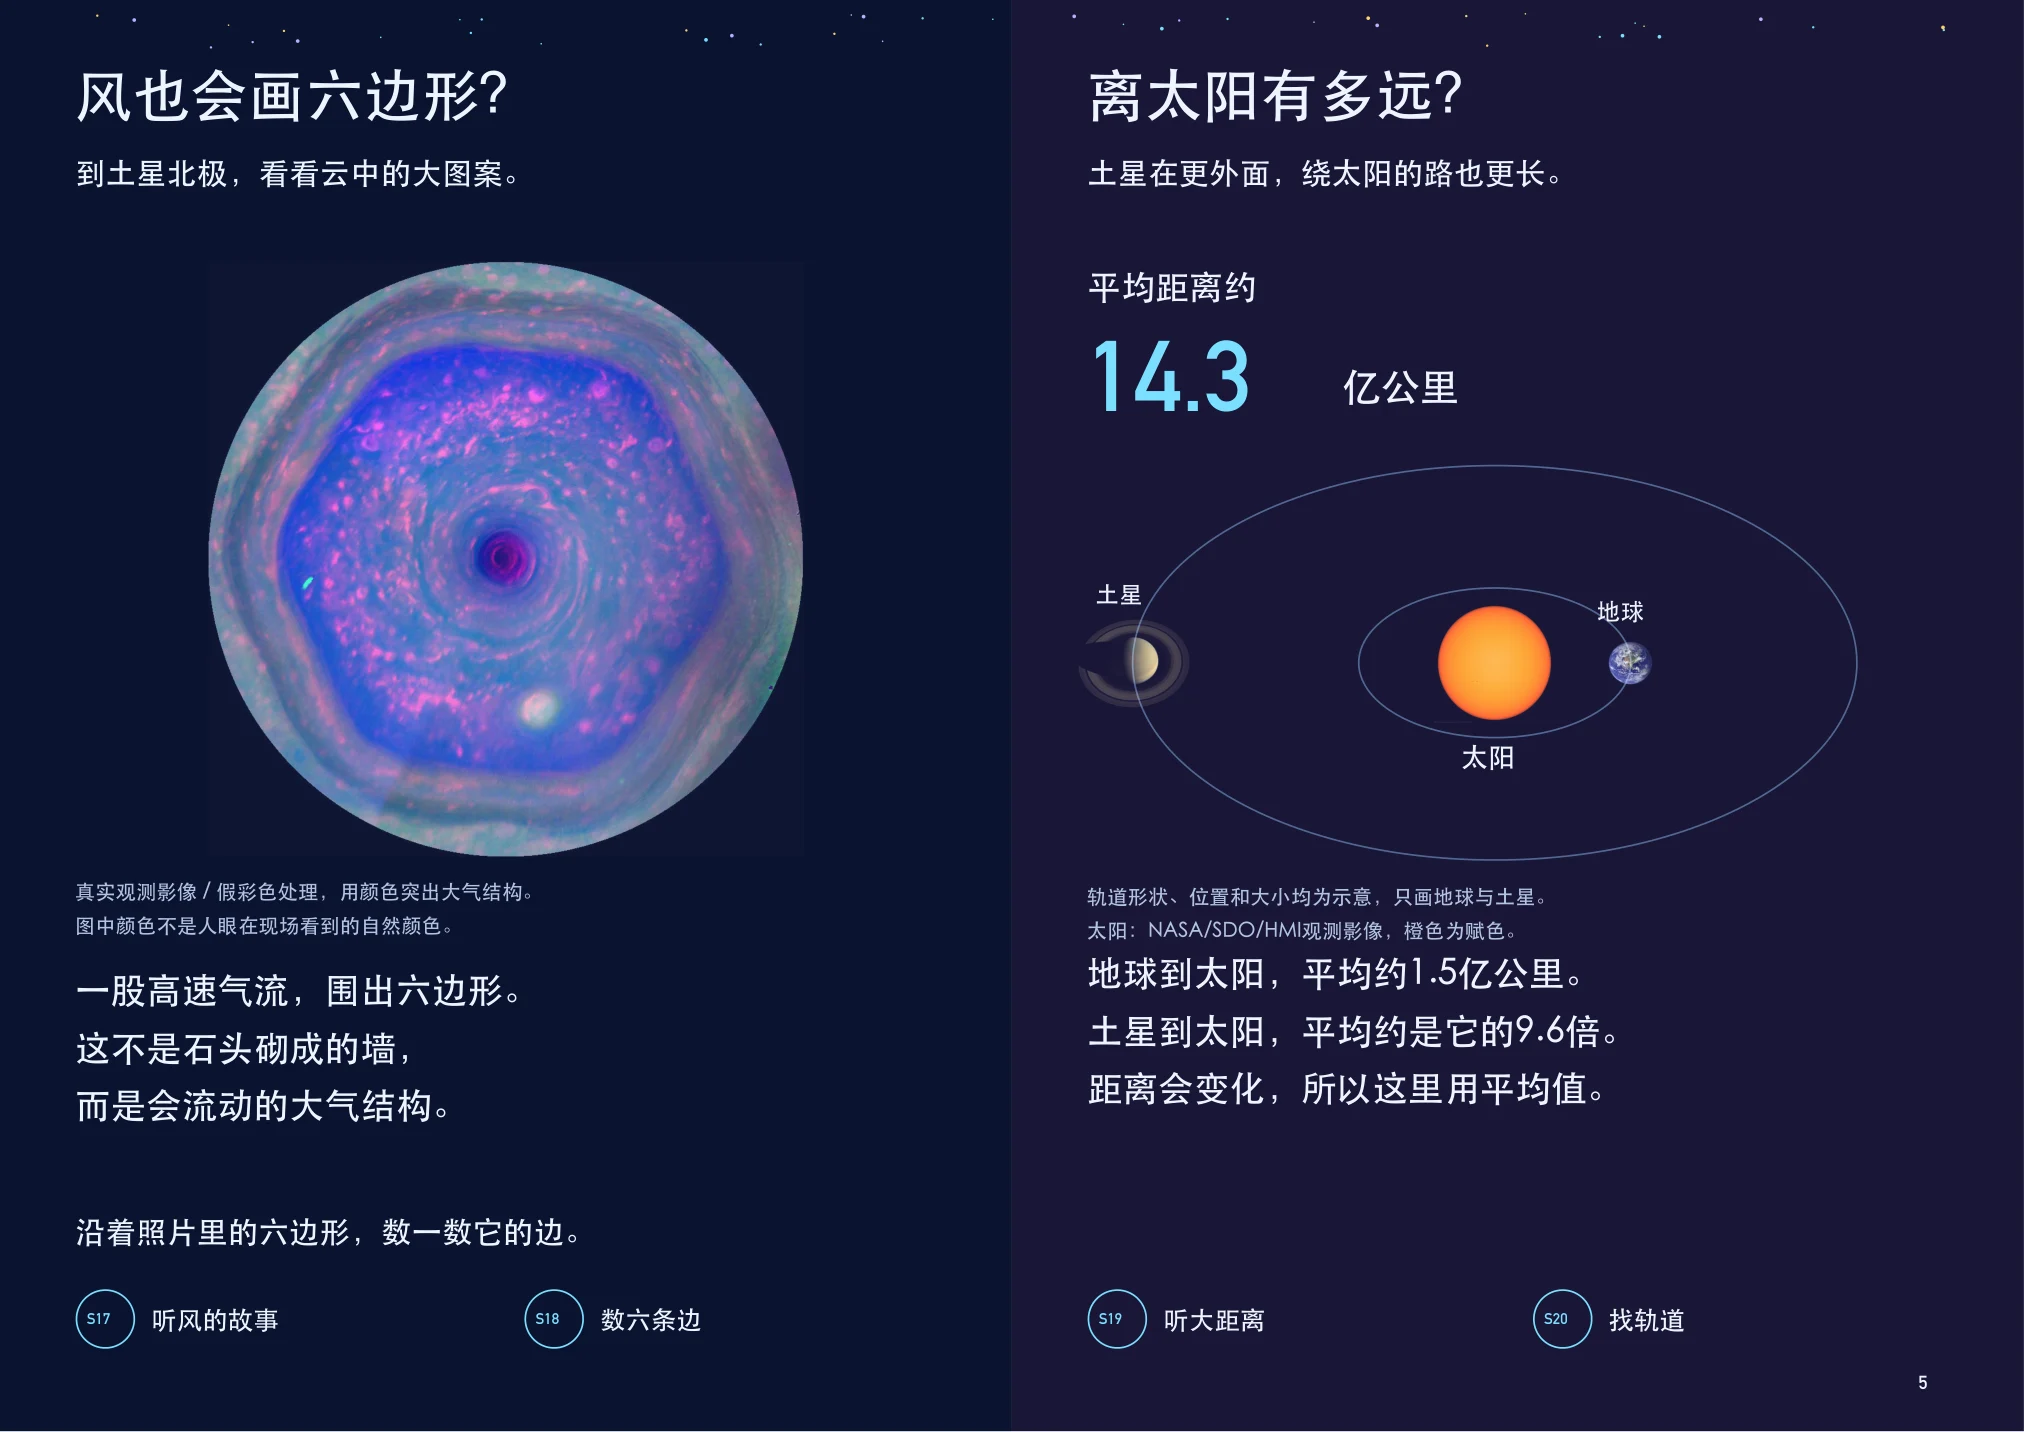 风也会画六边形?
到土星北极，看看云中的大图案。
真实观测影像 / 假彩色处理，用颜色突出大气结构。
图中颜色不是人眼在现场看到的自然颜色。
一股高速气流，围出六边形。
这不是石头砌成的墙，
而是会流动的大气结构。
沿着照片里的六边形，数一数它的边。
S17 听风的故事
S18 数六条边
离太阳有多远?
土星在更外面，绕太阳的路也更长。
平均距离约
14.3 亿公里
土星
地球
太阳
轨道形状、位置和大小均为示意，只画地球与土星。
太阳：NASA/SDO/HMI观测影像，橙色为赋色。
地球到太阳，平均约1.5亿公里。
土星到太阳，平均约是它的9.6倍。
距离会变化，所以这里用平均值。
S19 听大距离
S20 找轨道
5